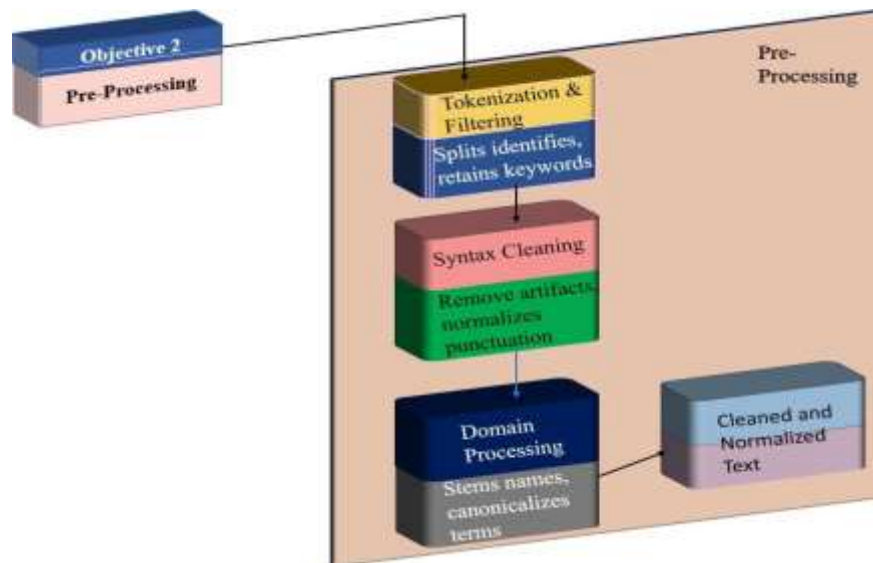 Objective 2
Pre-Processing
Pre-
Processing
Tokenization &
Filtering
Splits identifies,
retains keywords
Syntax Cleaning
Remove artifacts,
normalizes
punctuation
Domain
Processing
Stems names,
canonicalizes
terms
Cleaned and
Normalized
Text